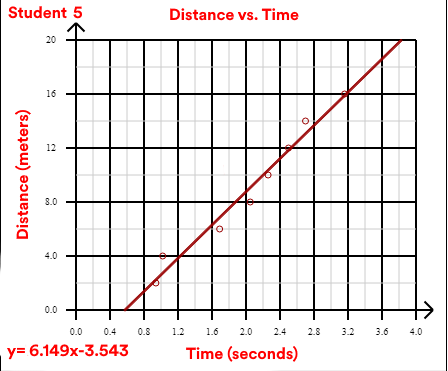 Student 5
Distance vs. Time
Distance (meters)
20
16
12
8.0
4.0
0.0
0.0 0.4 0.8 1.2 1.6 2.0 2.4 2.8 3.2 3.6 4.0
y= 6.149x-3.543
Time (seconds)